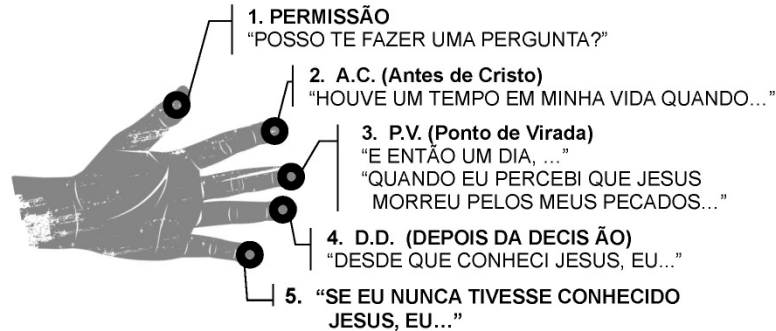 1. PERMISSÃO
“POSSO TE FAZER UMA PERGUNTA?”
2. A.C. (Antes de Cristo)
“HOUVE UM TEMPO EM MINHA VIDA QUANDO...”
3. P.V. (Ponto de Virada)
“E ENTÃO UM DIA, ...”
“QUANDO EU PERCEBI QUE JESUS
MORREU PELOS MEUS PECADOS...”
4. D.D. (DEPOIS DA DECIS ÃO)
“DESDE QUE CONHECI JESUS, EU...”
5. “SE EU NUNCA TIVESSE CONHECIDO
JESUS, EU...”